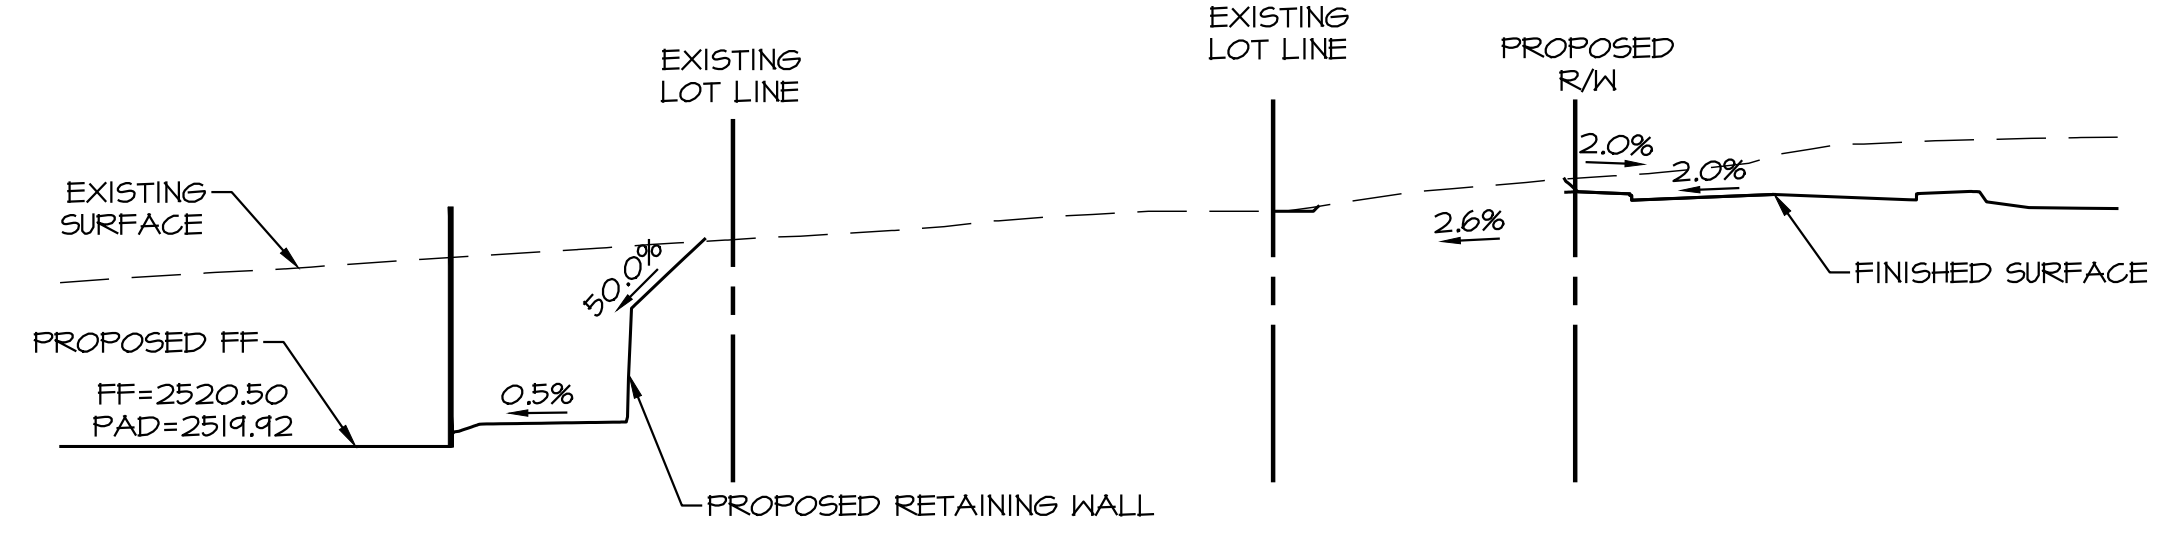 EXISTING
LOT LINE
EXISTING
LOT LINE
PROPOSED
R/W
2.0%
2.0%
EXISTING
SURFACE
2.6%
50.0%
FINISHED SURFACE
PROPOSED FF
FF=2520.50
PAD=2519.92
0.5%
PROPOSED RETAINING WALL